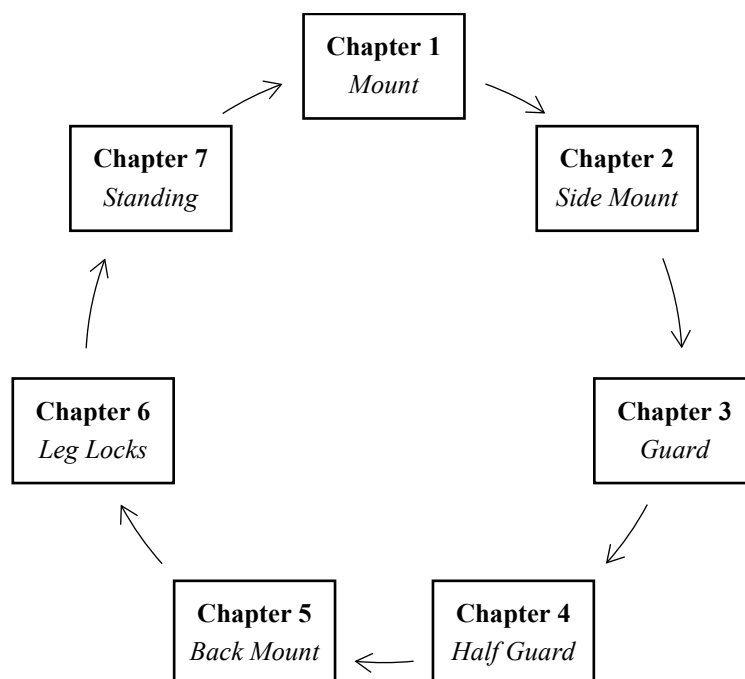 Chapter 1
Mount
Chapter 2
Side Mount
Chapter 3
Guard
Chapter 4
Half Guard
Chapter 5
Back Mount
Chapter 6
Leg Locks
Chapter 7
Standing